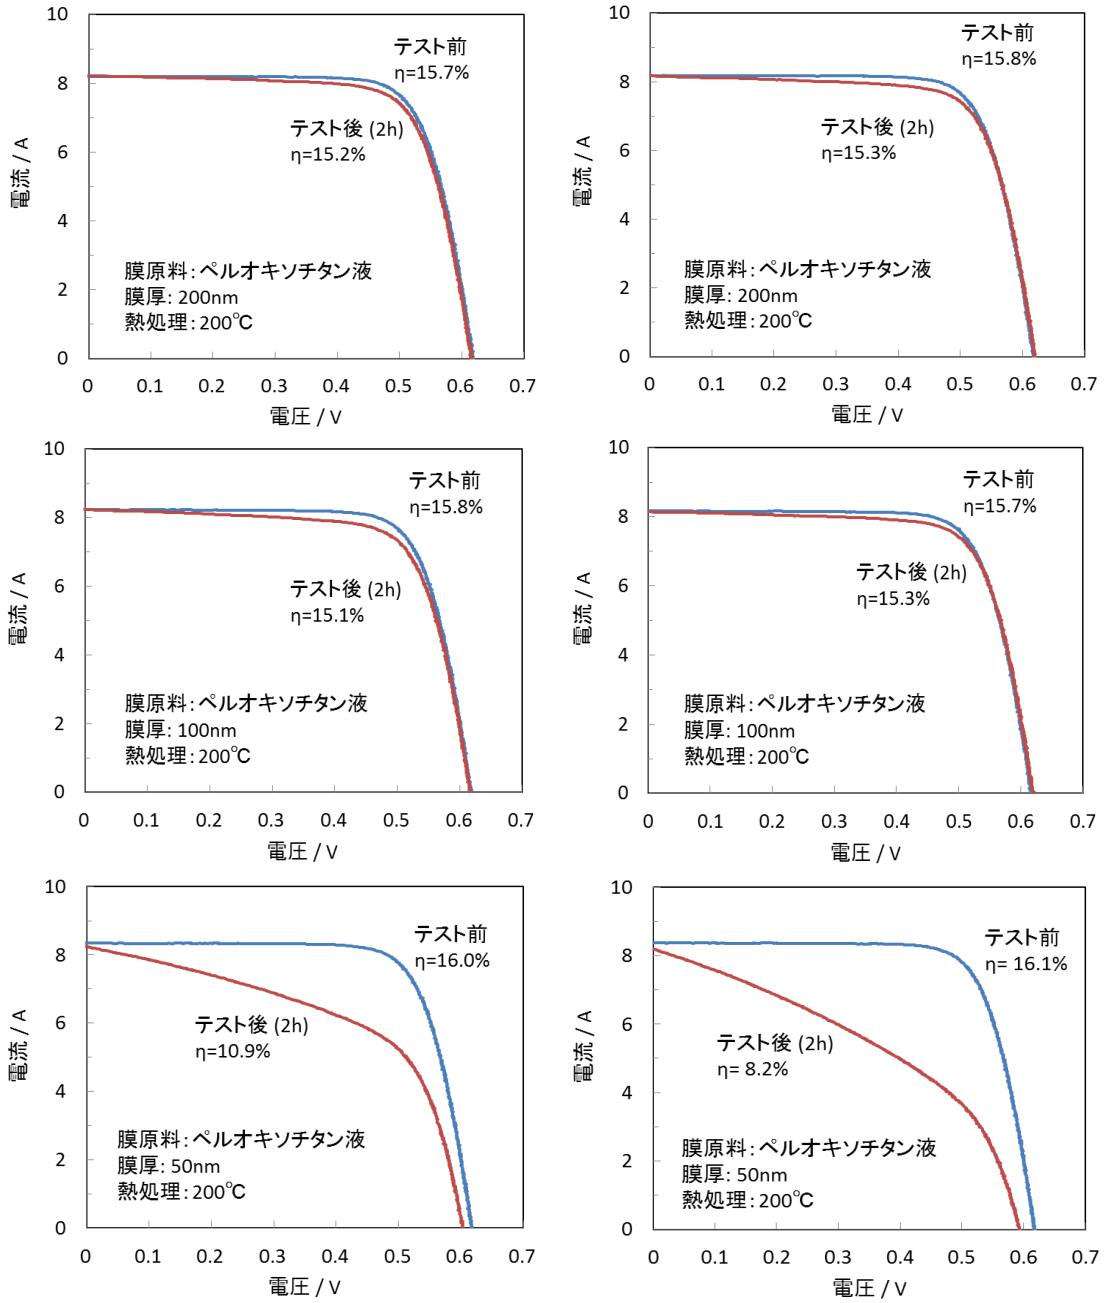 10
8
6
4
2
0
電流 / A
テスト前
η=15.7%
テスト後 (2h)
η=15.2%
膜原料: ペルオキソチタン液
膜厚: 200nm
熱処理: 200℃
0 0.1 0.2 0.3 0.4 0.5 0.6 0.7
電圧 / V
10
8
6
4
2
0
電流 / A
テスト前
η=15.8%
テスト後 (2h)
η=15.3%
膜原料: ペルオキソチタン液
膜厚: 200nm
熱処理: 200℃
0 0.1 0.2 0.3 0.4 0.5 0.6 0.7
電圧 / V
10
8
6
4
2
0
電流 / A
テスト前
η=15.8%
テスト後 (2h)
η=15.1%
膜原料: ペルオキソチタン液
膜厚: 100nm
熱処理: 200℃
0 0.1 0.2 0.3 0.4 0.5 0.6 0.7
電圧 / V
10
8
6
4
2
0
電流 / A
テスト前
η=15.7%
テスト後 (2h)
η=15.3%
膜原料: ペルオキソチタン液
膜厚: 100nm
熱処理: 200℃
0 0.1 0.2 0.3 0.4 0.5 0.6 0.7
電圧 / V
10
8
6
4
2
0
電流 / A
テスト前
η=16.0%
テスト後 (2h)
η=10.9%
膜原料: ペルオキソチタン液
膜厚: 50nm
熱処理: 200℃
0 0.1 0.2 0.3 0.4 0.5 0.6 0.7
電圧 / V
10
8
6
4
2
0
電流 / A
テスト前
η= 16.1%
テスト後 (2h)
η= 8.2%
膜原料: ペルオキソチタン液
膜厚: 50nm
熱処理: 200℃
0 0.1 0.2 0.3 0.4 0.5 0.6 0.7
電圧 / V